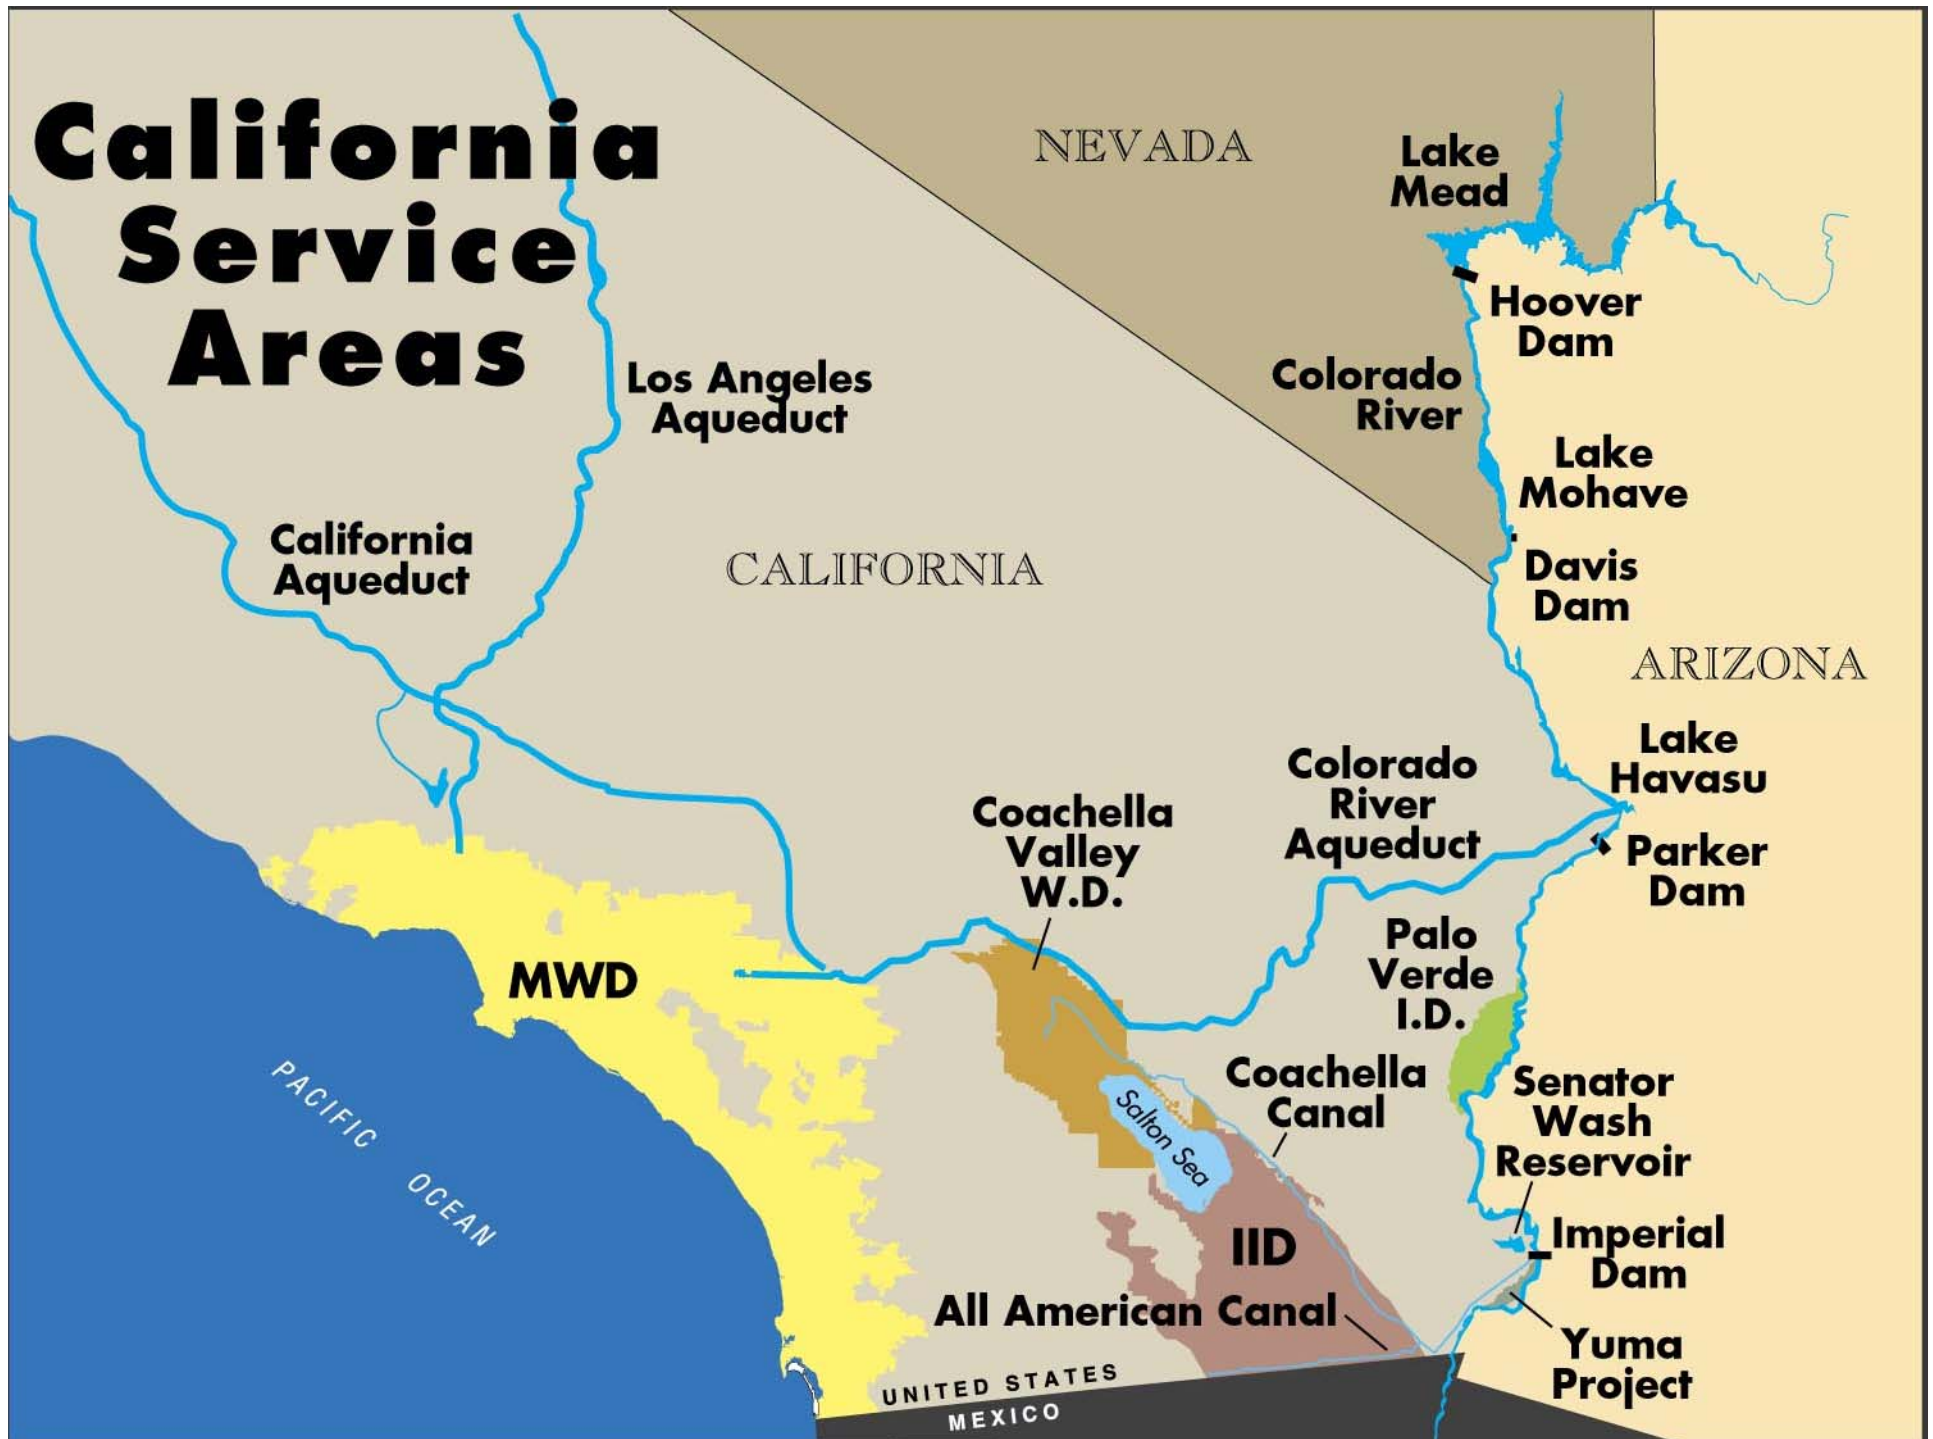 California
Service
Areas
NEVADA
Lake
Mead
Hoover
Dam
Colorado
River
Los Angeles
Aqueduct
Lake
Mohave
California
Aqueduct
CALIFORNIA
Davis
Dam
ARIZONA
Lake
Havasu
Colorado
River
Aqueduct
Coachella
Valley
W.D.
Parker
Dam
Palo
Verde
I.D.
MWD
Coachella
Canal
Senator
Wash
Reservoir
Salton Sea
PACIFIC OCEAN
IID
Imperial
Dam
All American Canal
Yuma
Project
UNITED STATES
MEXICO